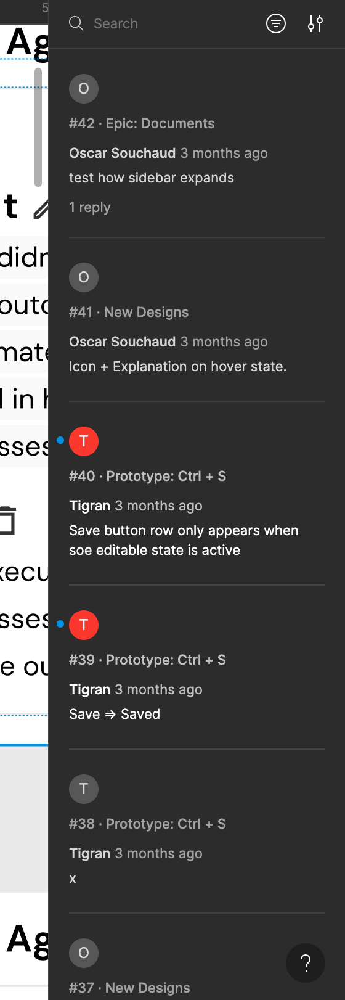 5
Search
Ag
O
#42 · Epic: Documents
Oscar Souchaud 3 months ago
test how sidebar expands
1 reply
t
didn
O
#41 · New Designs
Oscar Souchaud 3 months ago
Icon + Explanation on hover state.
outc
mate
l in h
sses
T
#40 · Prototype: Ctrl + S
Tigran 3 months ago
Save button row only appears when
soe editable state is active
xecu
sses
e ou
T
#39 · Prototype: Ctrl + S
Tigran 3 months ago
Save ⇒ Saved
T
#38 · Prototype: Ctrl + S
Tigran 3 months ago
x
Ag
O
?
#37 · New Designs